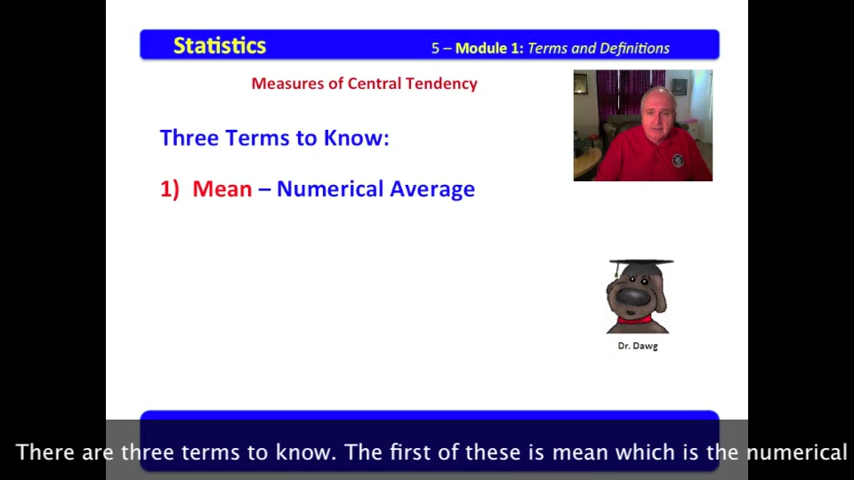 Statistics
5 – Module 1: Terms and Definitions
Measures of Central Tendency
Three Terms to Know:
1) Mean – Numerical Average
Dr. Dawg
There are three terms to know. The first of these is mean which is the numerical